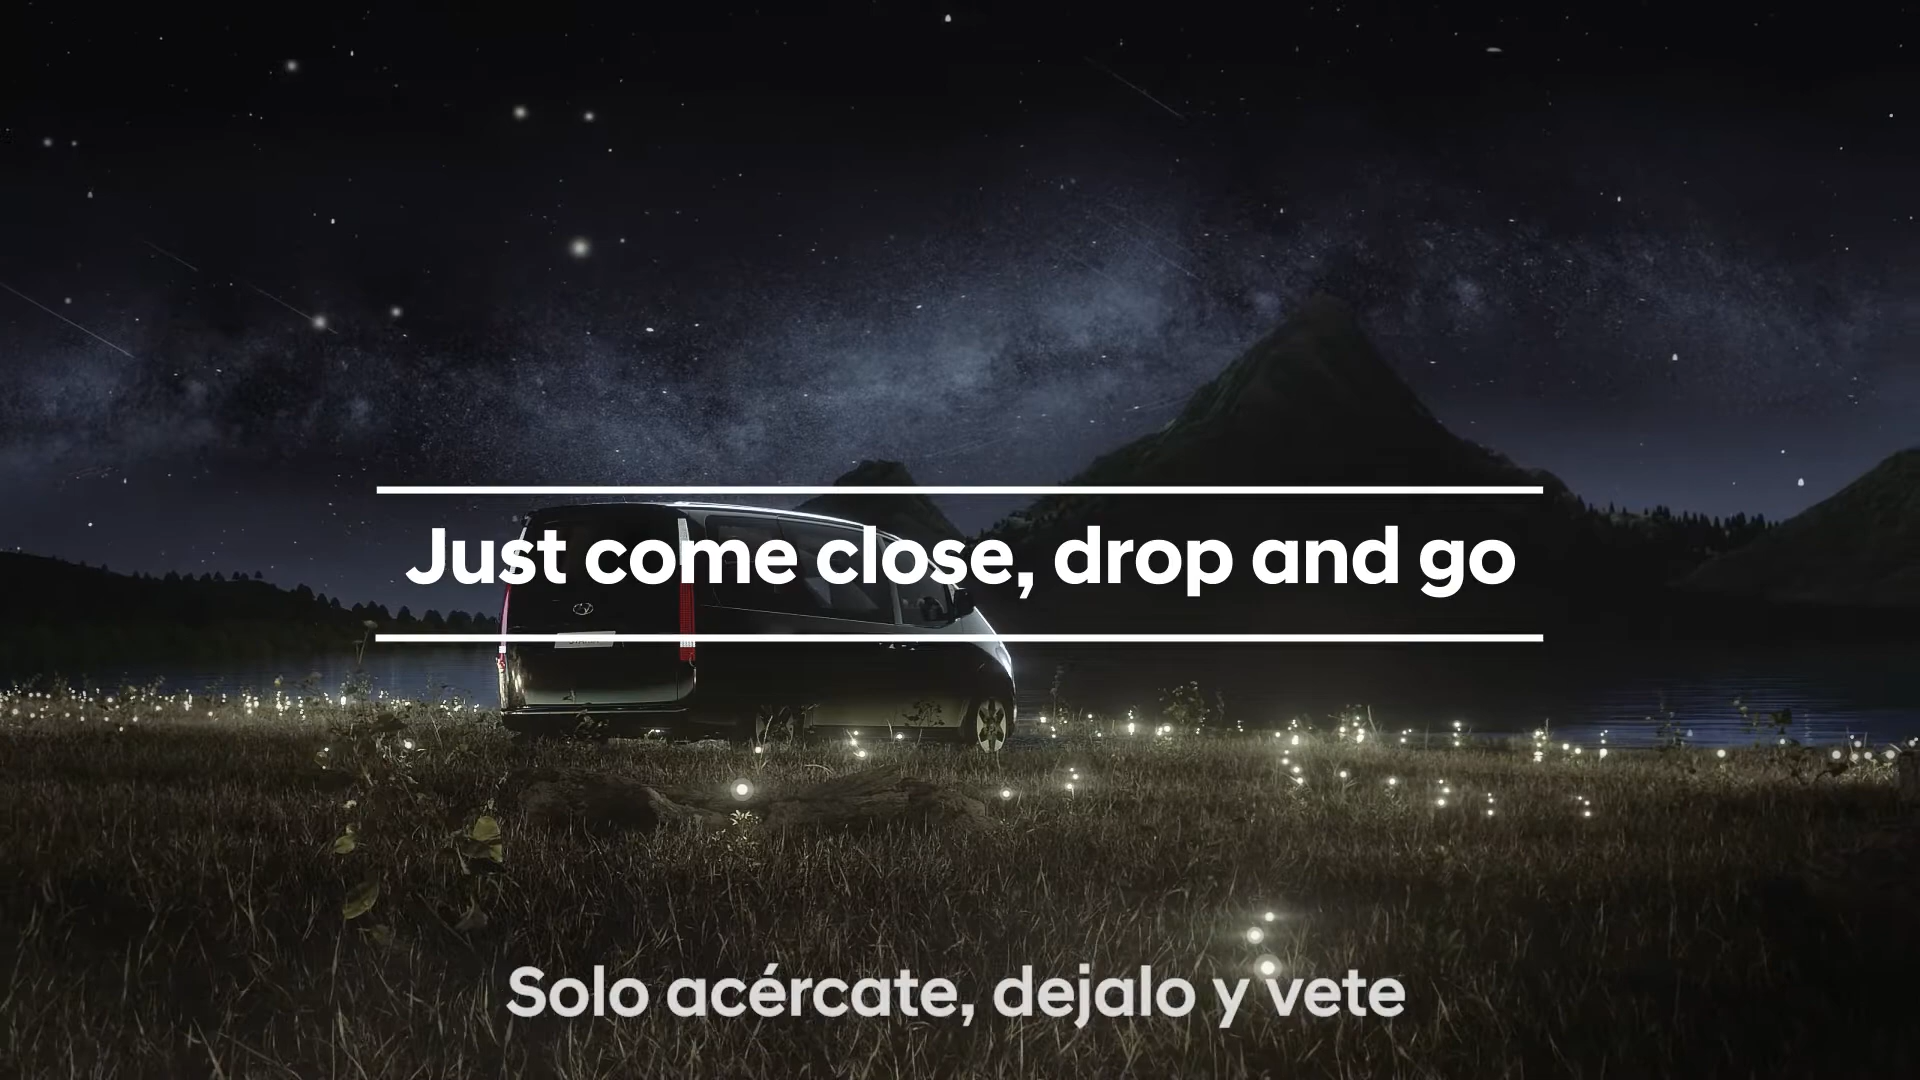 Just come close, drop and go
Solo acércate, dejalo y vete